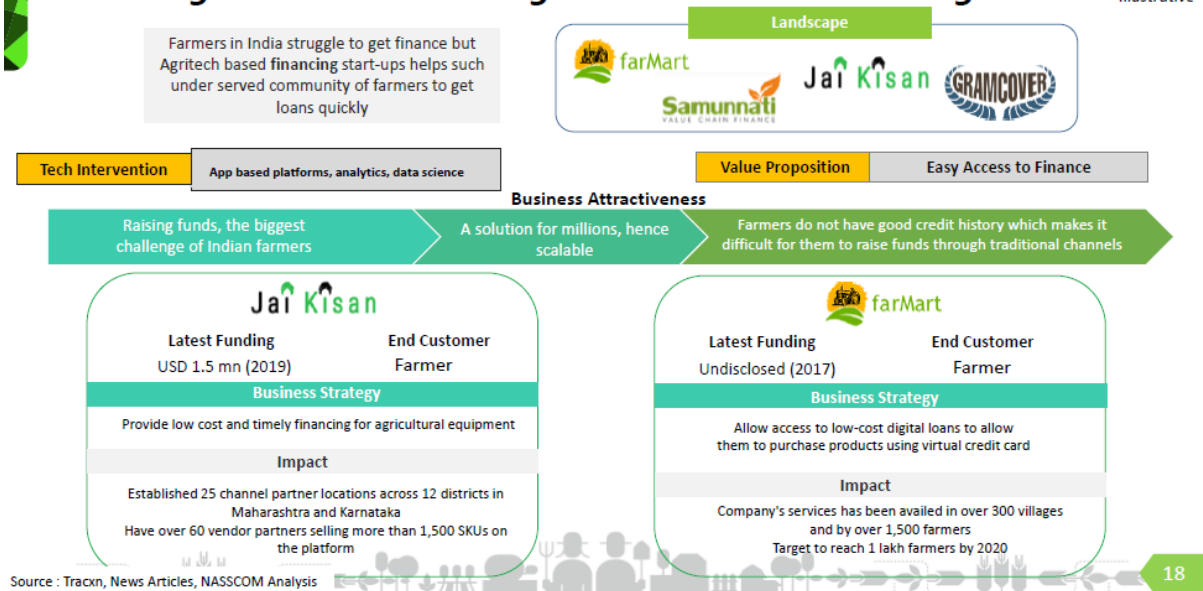 Illustrative
Landscape
Farmers in India struggle to get finance but
Agritech based financing start-ups helps such
under served community of farmers to get
loans quickly
farMart
Samunnati
VALUE CHAIN FINANCE
Jai Kisan
GRAMCOVER
Tech Intervention
App based platforms, analytics, data science
Value Proposition
Easy Access to Finance
Business Attractiveness
Raising funds, the biggest
challenge of Indian farmers
A solution for millions, hence
scalable
Farmers do not have good credit history which makes it
difficult for them to raise funds through traditional channels
Jai Kisan
Latest Funding
End Customer
USD 1.5 mn (2019)
Farmer
Business Strategy
Provide low cost and timely financing for agricultural equipment
Impact
Established 25 channel partner locations across 12 districts in
Maharashtra and Karnataka
Have over 60 vendor partners selling more than 1,500 SKUs on
the platform
farMart
Latest Funding
End Customer
Undisclosed (2017)
Farmer
Business Strategy
Allow access to low-cost digital loans to allow
them to purchase products using virtual credit card
Impact
Company's services has been availed in over 300 villages
and by over 1,500 farmers
Target to reach 1 lakh farmers by 2020
Source : Tracxn, News Articles, NASSCOM Analysis
18